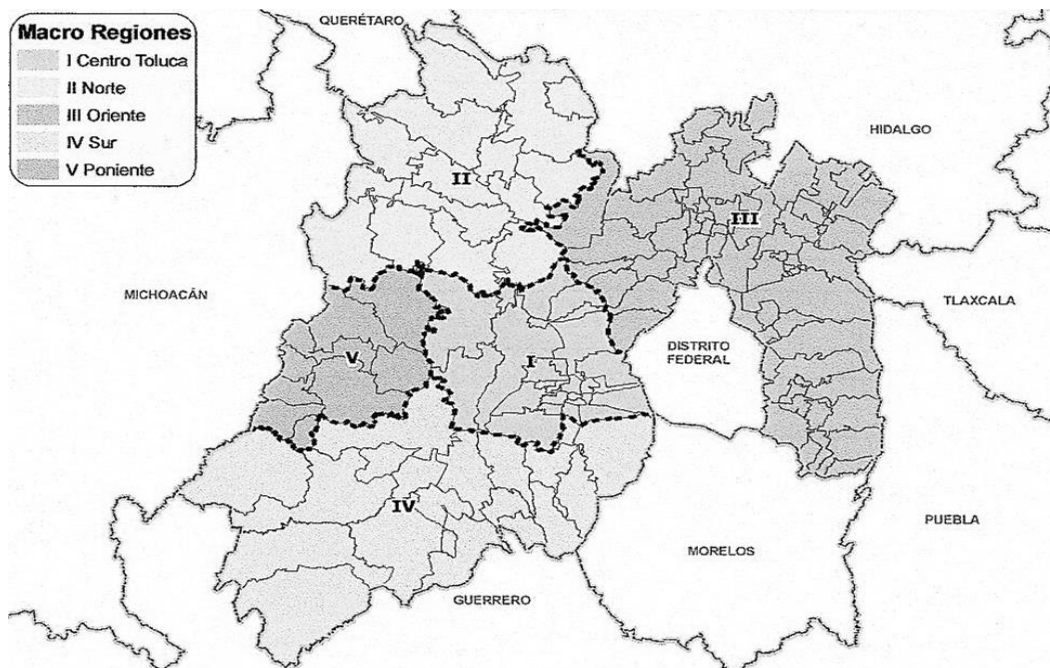 Macro Regiones
I Centro Toluca
II Norte
III Oriente
IV Sur
V Poniente
QUERÉTARO
HIDALGO
II
III
MICHOACÁN
TLAXCALA
V
I
DISTRITO
FEDERAL
IV
PUEBLA
MORELOS
GUERRERO